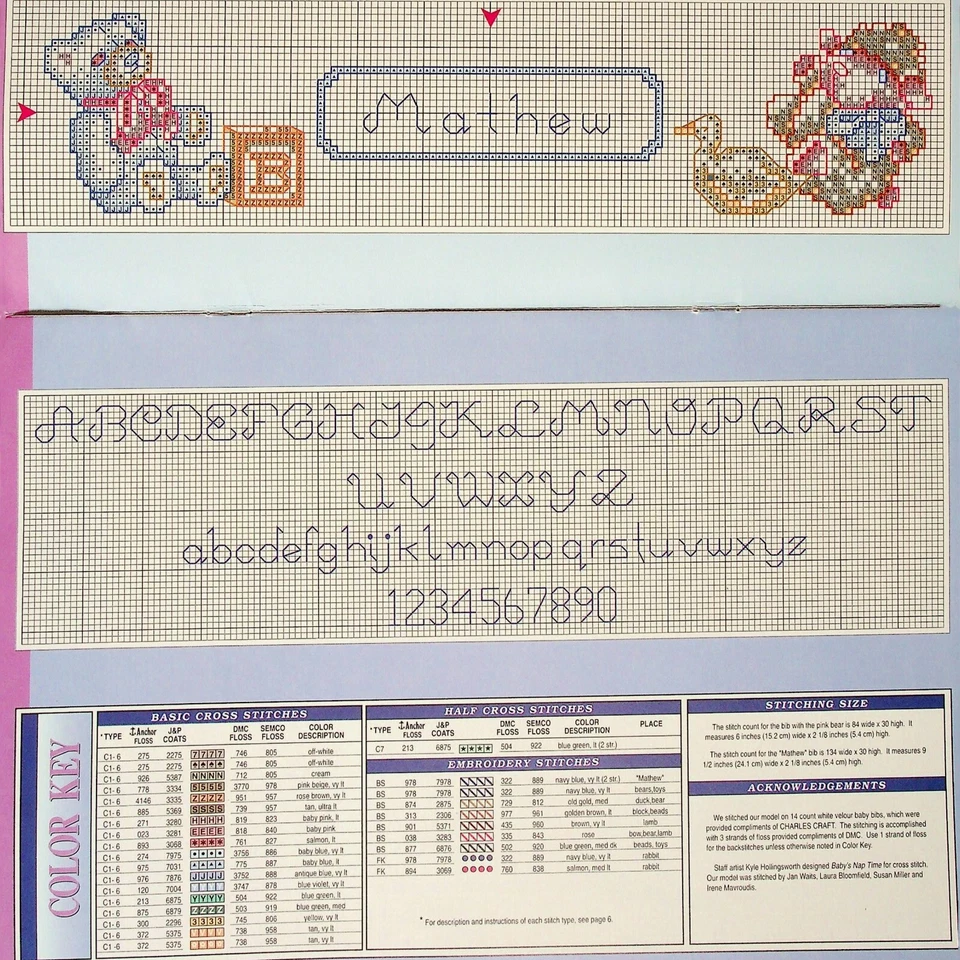 Mathew
B
A B C D E F G H I J K L M N O P Q R S T
U V W X Y Z
a b c d e f g h i j k l m n o p q r s t u v w x y z
1 2 3 4 5 6 7 8 9 0
COLOR KEY
BASIC CROSS STITCHES
*TYPE Anchor FLOSS J&P COATS DMC FLOSS SEMCO FLOSS COLOR DESCRIPTION
C1- 6 275 2275 7 7 7 7 746 805 off-white
C1- 6 275 2275 ♠ ♠ ♠ ♠ 746 805 off-white
C1- 6 926 5387 N N N N 712 805 cream
C1- 6 778 3334 5 5 5 5 3770 978 pink beige, vy lt
C1- 6 4146 3335 Z Z Z Z 951 957 rose brown, vy lt
C1- 6 885 5369 S S S S 739 957 tan, ultra lt
C1- 6 271 3280 H H H H 819 823 baby pink, lt
C1- 6 023 3281 E E E E 818 840 baby pink
C1- 6 893 3068 761 827 salmon, lt
C1- 6 274 7975 3756 886 baby blue, vy lt
C1- 6 975 7031 ▲ ▲ ▲ ▲ 775 887 baby blue, lt
C1- 6 976 7876 J J J J 3752 888 antique blue, vy lt
C1- 6 120 7004 3747 878 blue violet, vy lt
C1- 6 213 6875 Y Y Y Y 504 922 blue green, lt
C1- 6 875 6879 Z Z Z Z 503 919 blue green, med
C1- 6 300 2296 3 3 3 3 745 806 yellow, vy lt
C1 -6 372 5375 738 958 tan, vy lt
C1 -6 372 5375 738 958 tan, vy lt
HALF CROSS STITCHES
*TYPE Anchor FLOSS J&P COATS DMC FLOSS SEMCO FLOSS COLOR DESCRIPTION PLACE
C7 213 6875 ★ ★ ★ ★ 504 922 blue green, lt (2 str.)
EMBROIDERY STITCHES
BS 978 7978 322 889 navy blue, vy lt (2 str.) "Mathew"
BS 978 7978 322 889 navy blue, vy lt bears,toys
BS 874 2875 729 812 old gold, med duck,bear
BS 313 2306 977 961 golden brown, lt block,beads
BS 901 5371 435 960 brown, vy lt lamb
BS 038 3283 335 843 rose bow,bear,lamb
BS 877 6876 502 920 blue green, med dk beads, toys
FK 978 7978 322 889 navy blue, vy lt rabbit
FK 894 3069 760 838 salmon, med lt rabbit
* For description and instructions of each stitch type, see page 6.
STITCHING SIZE
The stitch count for the bib with the pink bear is 84 wide x 30 high. It
measures 6 inches (15.2 cm) wide x 2 1/8 inches (5.4 cm) high.
The stitch count for the "Mathew" bib is 134 wide x 30 high. It measures 9
1/2 inches (24.1 cm) wide x 2 1/8 inches (5.4 cm) high.
ACKNOWLEDGEMENTS
We stitched our model on 14 count white velour baby bibs, which were
provided compliments of CHARLES CRAFT. The stitching is accomplished
with 3 strands of floss provided compliments of DMC. Use 1 strand of floss
for the backstitches unless otherwise noted in Color Key.
Staff artist Kyle Hollingsworth designed Baby's Nap Time for cross stitch.
Our model was stitched by Jan Waits, Laura Bloomfield, Susan Miller and
Irene Mavroudis.